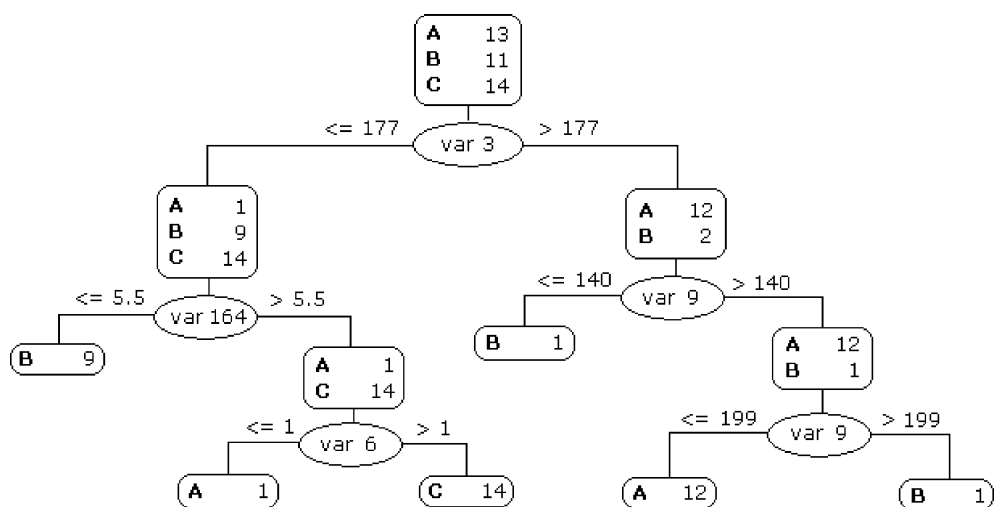 A 13
B 11
C 14
<= 177 > 177
var 3
A 1
B 9
C 14
A 12
B 2
<= 5.5 > 5.5
var 164
<= 140 > 140
var 9
B 9
A 1
C 14
B 1
A 12
B 1
<= 1 > 1
var 6
<= 199 > 199
var 9
A 1
C 14
A 12
B 1